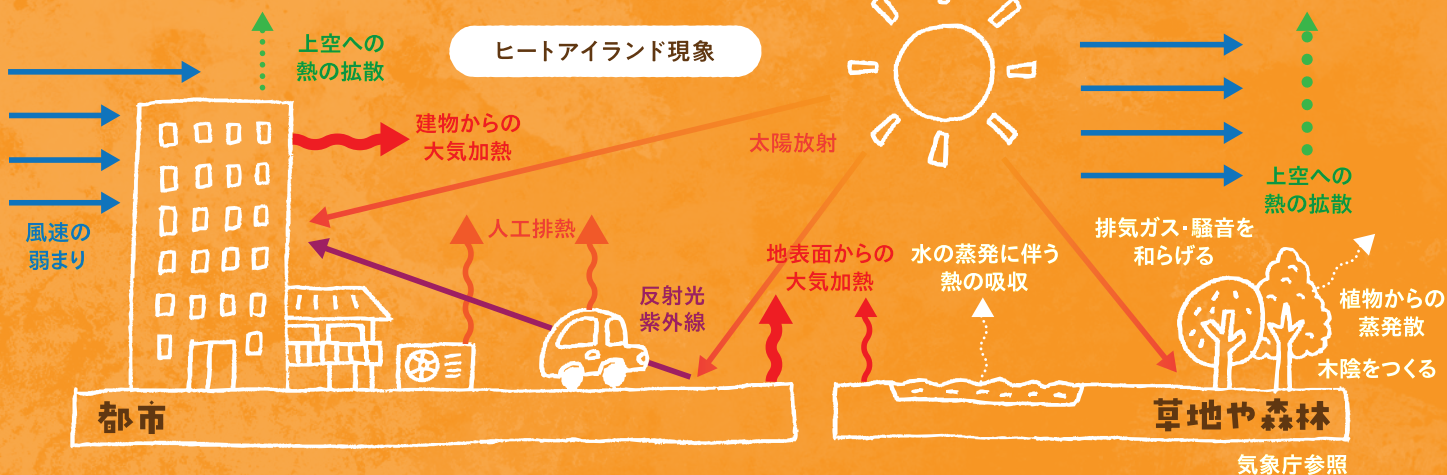 ヒートアイランド現象
上空への
熱の拡散
建物からの
大気加熱
太陽放射
風速の
弱まり
人工排熱
反射光
紫外線
地表面からの
大気加熱
水の蒸発に伴う
熱の吸収
上空への
熱の拡散
排気ガス・騒音を
和らげる
植物からの
蒸発散
木陰をつくる
都市
草地や森林
気象庁参照